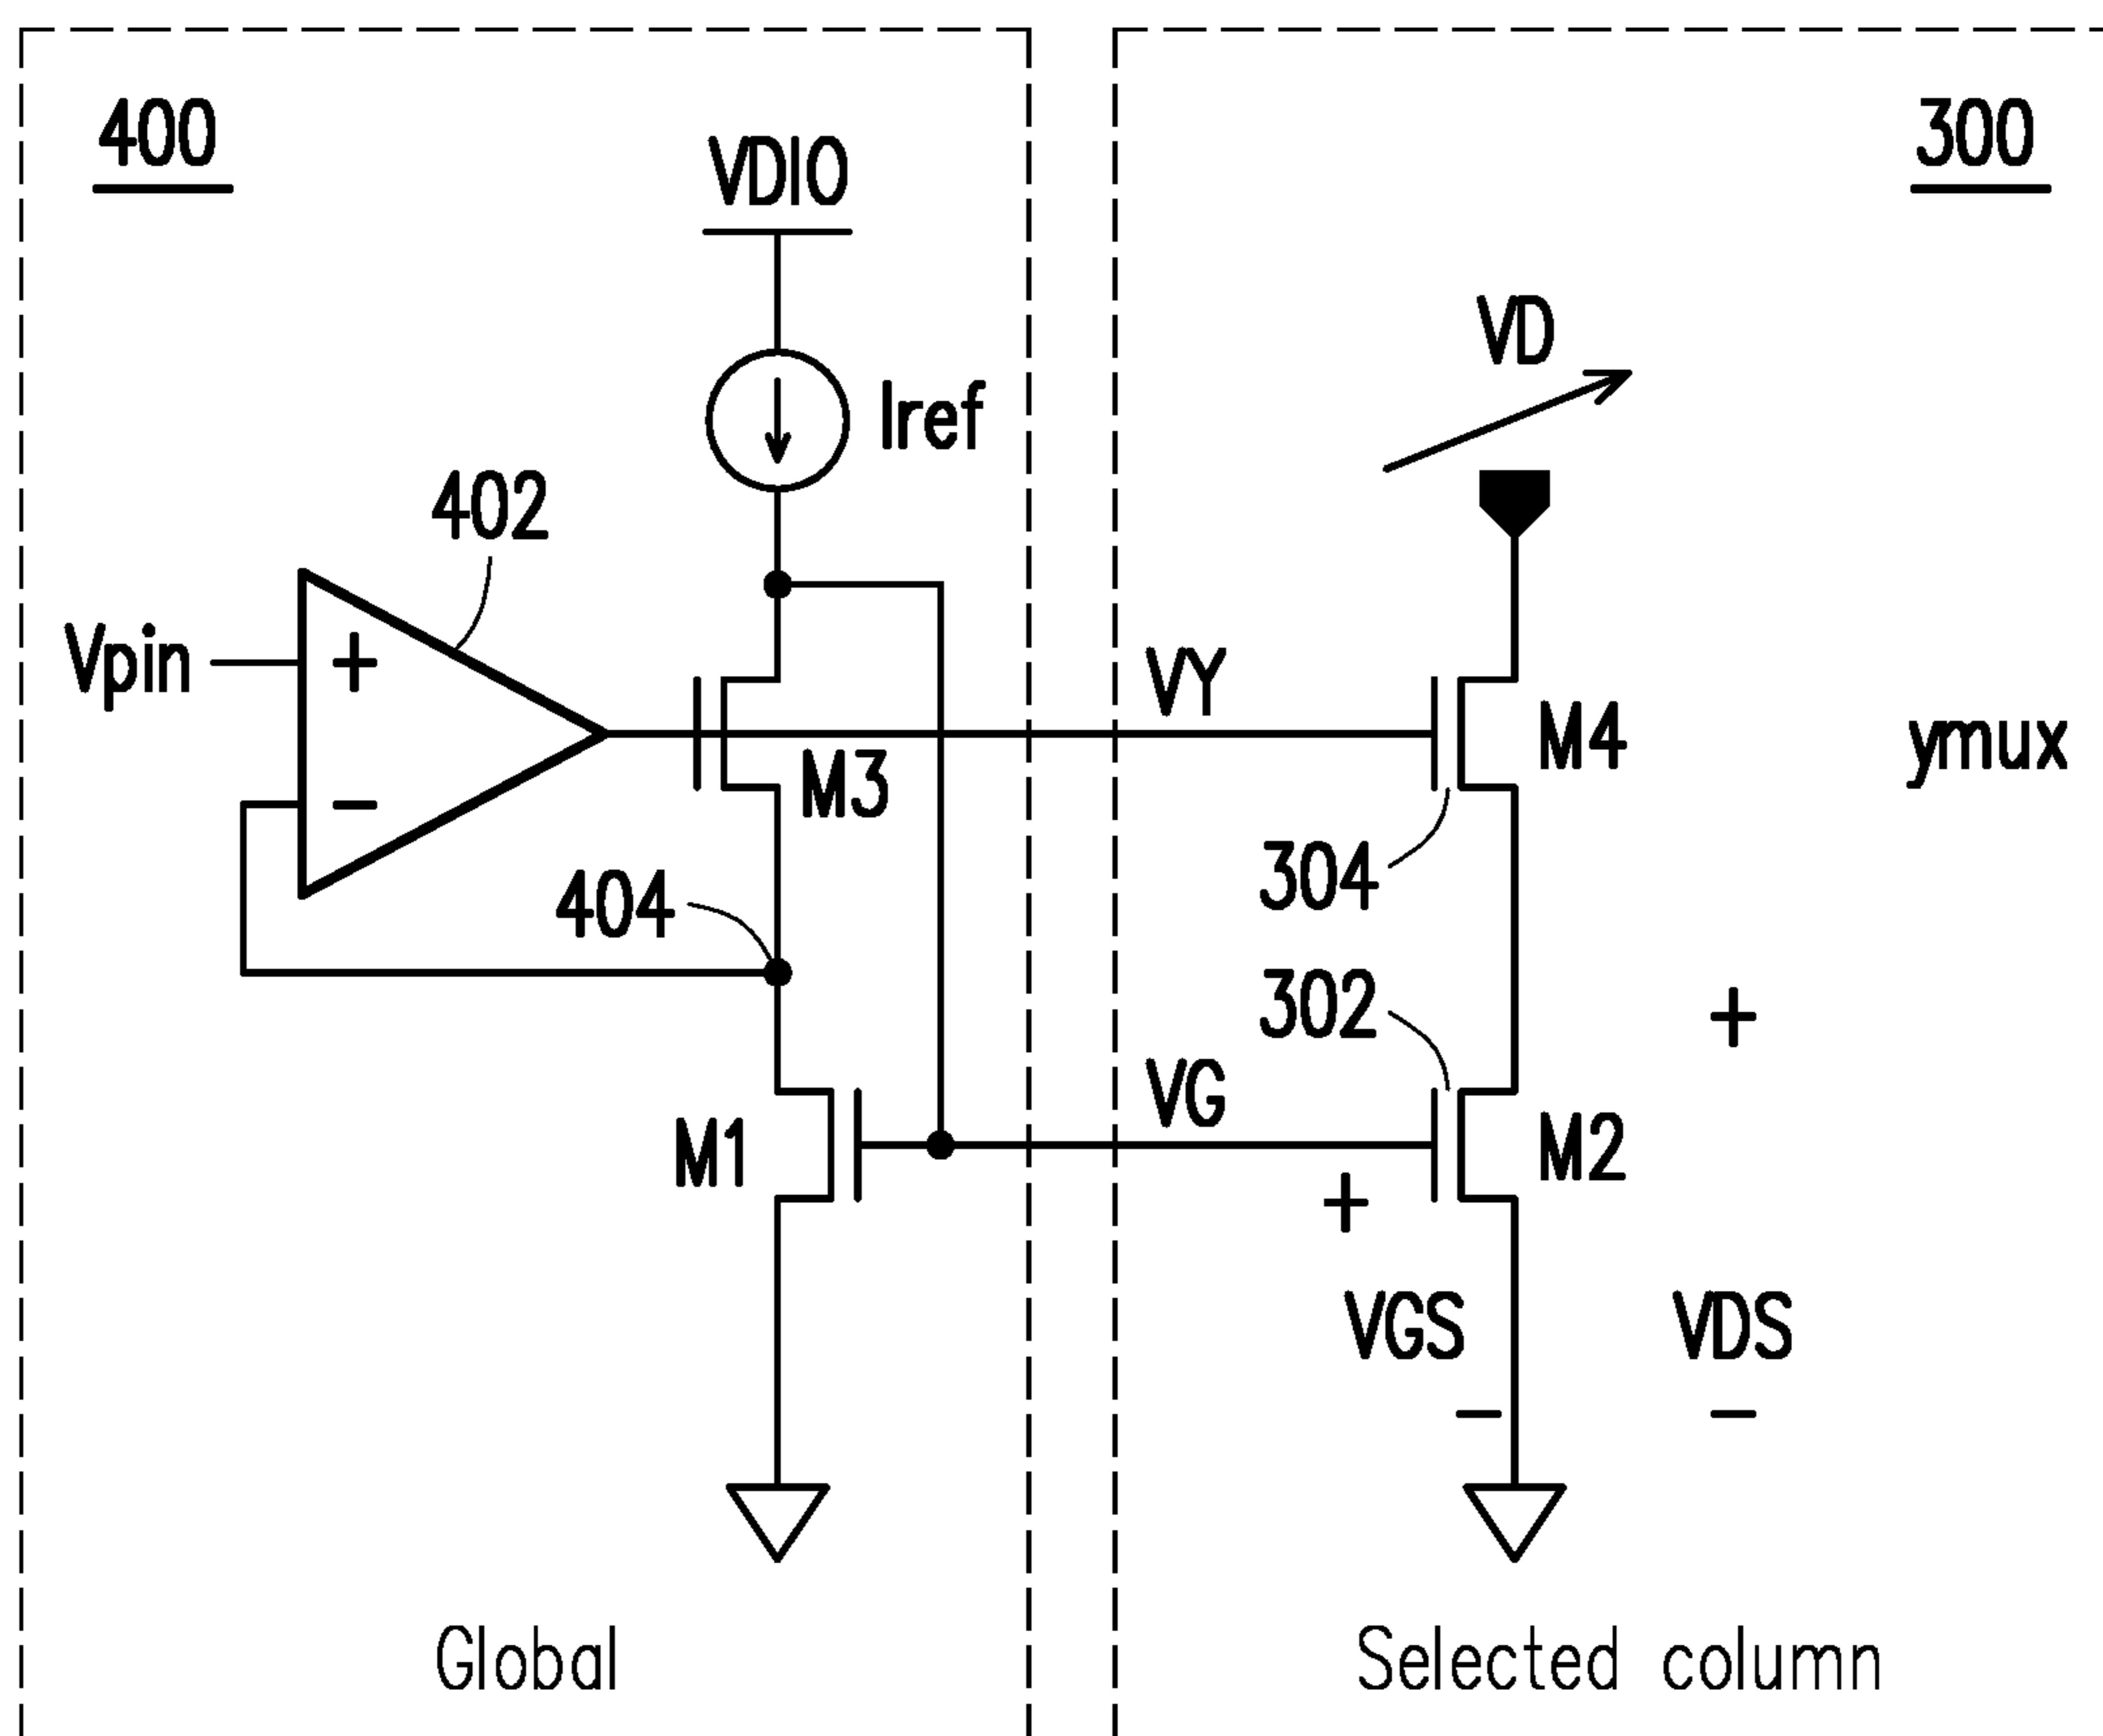 400
300
VDIO
VD
Iref
402
Vpin
+
VY
M4
ymux
M3
−
304
404
302
+
VG
M1
M2
+
VGS
VDS
−
−
Global
Selected column